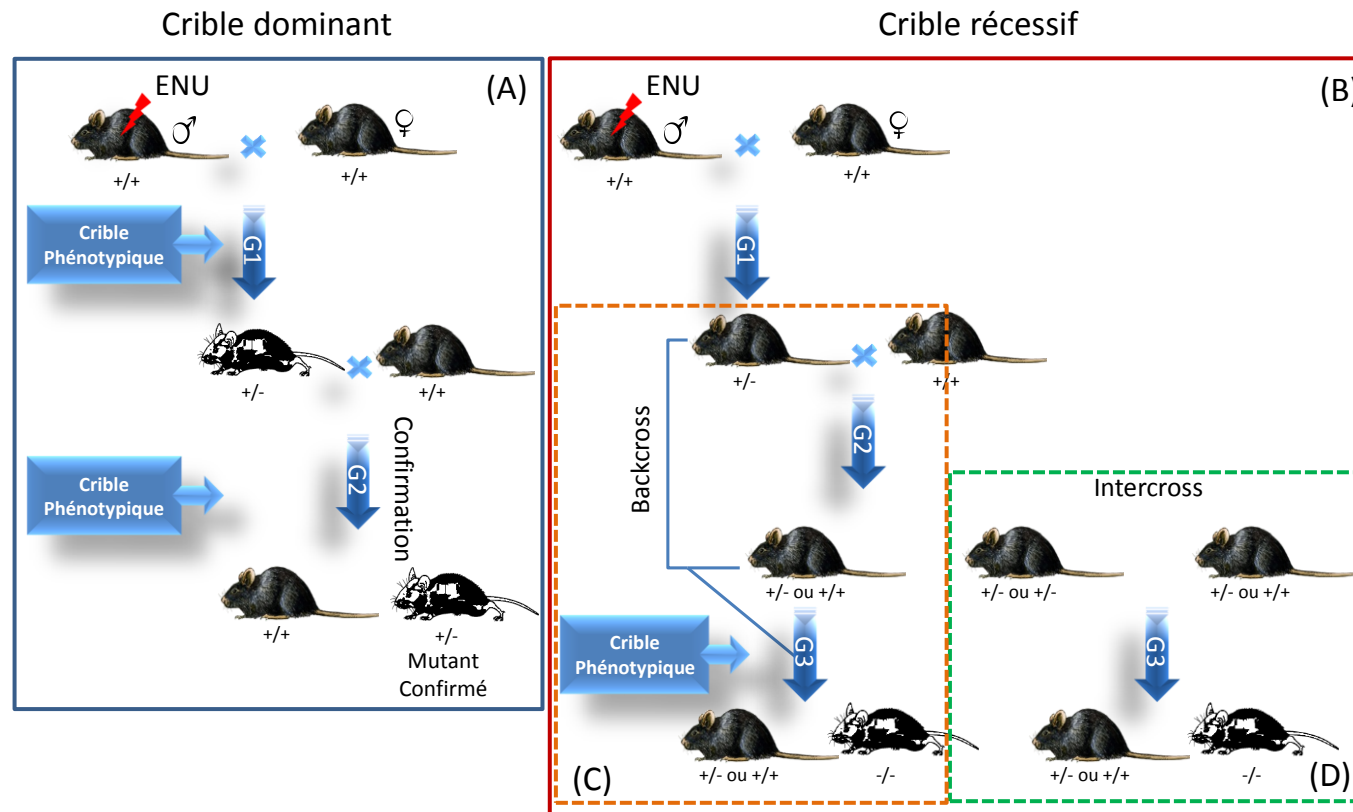 Crible dominant
ENU
(A)
♂
♀
+/+
+/+
Crible
Phénotypique
G1
+/-
+/+
Confirmation
Crible
Phénotypique
G2
+/+
+/-
Mutant
Confirmé
Crible récessif
(B)
ENU
♂
♀
+/+
+/+
G1
+/-
+/+
Backcross
G2
+/- ou +/+
Crible
Phénotypique
G3
+/- ou +/+
-/-
(C)
Intercross
+/- ou +/-
+/- ou +/+
G3
+/- ou +/+
-/-
(D)